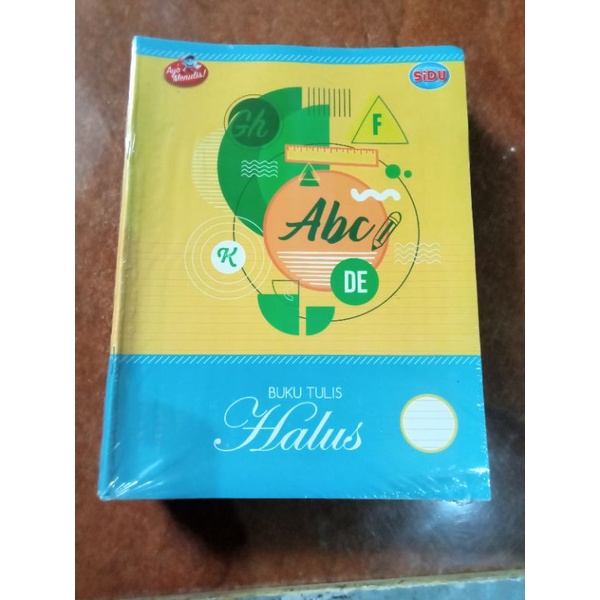 Ayo
Menulis!
SiDU
Gh
F
Abc
K
DE
BUKU TULIS
Halus